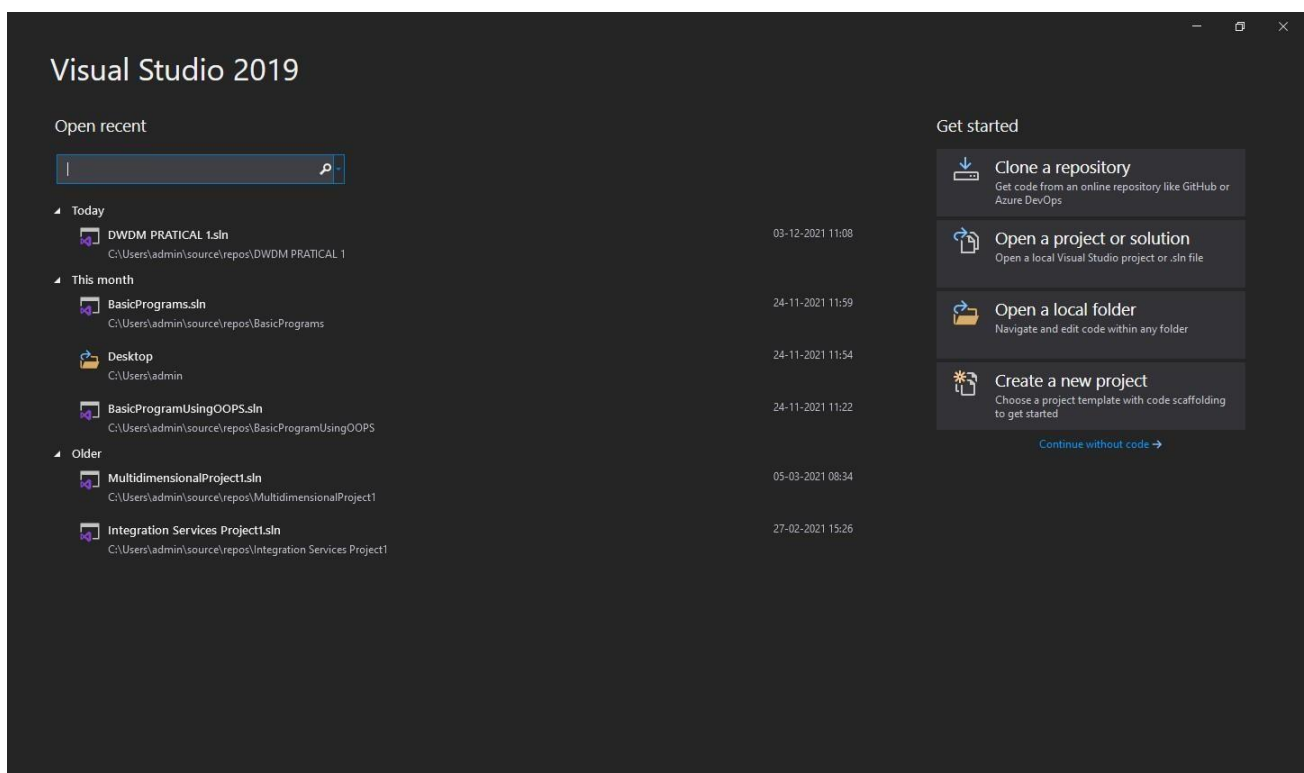 Visual Studio 2019
Open recent
Today
DWDM PRATICAL 1.sln 03-12-2021 11:08
C:\Users\admin\source\repos\DWDM PRATICAL 1
This month
BasicPrograms.sln 24-11-2021 11:59
C:\Users\admin\source\repos\BasicPrograms
Desktop 24-11-2021 11:54
C:\Users\admin
BasicProgramUsingOOPS.sln 24-11-2021 11:22
C:\Users\admin\source\repos\BasicProgramUsingOOPS
Older
MultidimensionalProject1.sln 05-03-2021 08:34
C:\Users\admin\source\repos\MultidimensionalProject1
Integration Services Project1.sln 27-02-2021 15:26
C:\Users\admin\source\repos\Integration Services Project1
Get started
Clone a repository
Get code from an online repository like GitHub or
Azure DevOps
Open a project or solution
Open a local Visual Studio project or .sln file
Open a local folder
Navigate and edit code within any folder
Create a new project
Choose a project template with code scaffolding
to get started
Continue without code →